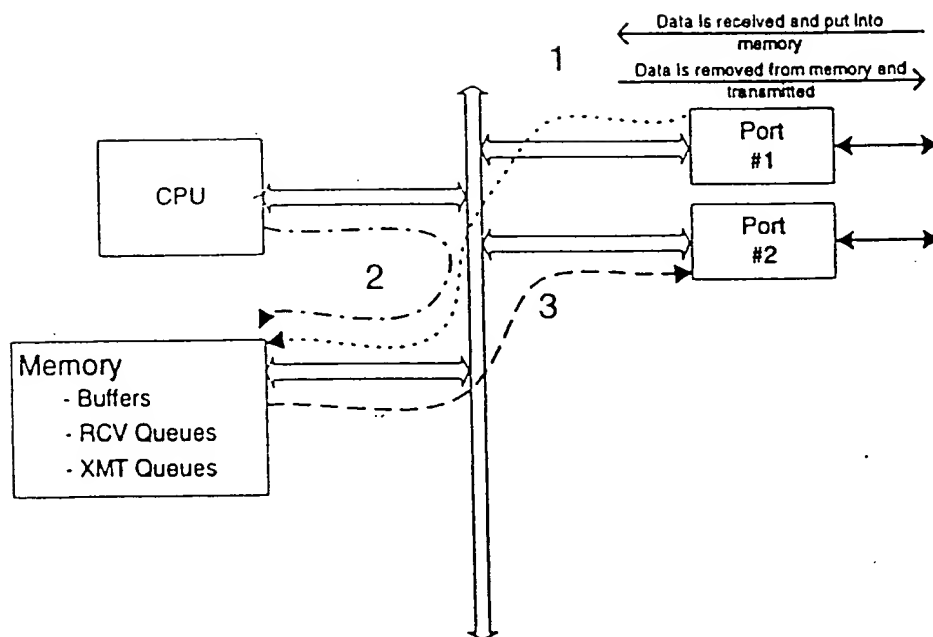 Data is received and put into
memory
1
Data is removed from memory and
transmitted
Port
#1
CPU
Port
#2
2
3
Memory
- Buffers
- RCV Queues
- XMT Queues